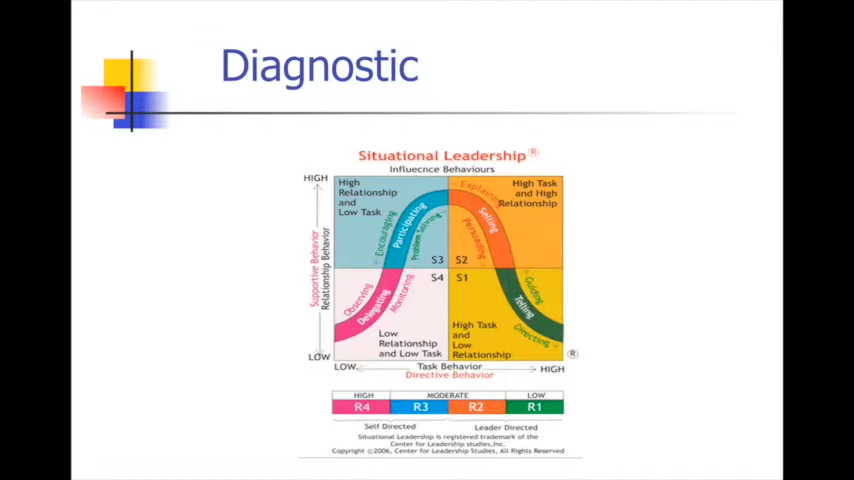 Diagnostic
Situational Leadership ®
Influecnce Behaviours
HIGH
High
Relationship
and
Low Task
High Task
and High
Relationship
Explaining
Encouraging
Participating
Problem Solving
Selling
Persuading
S3
S2
Supportive Behavior
Relationship Behavior
S4
S1
Observing
Delegating
Monitoring
Guiding
Telling
Directing
Low
Relationship
and Low Task
High Task
and
Low
Relationship
®
LOW
LOW
Task Behavior
HIGH
Directive Behavior
HIGH
MODERATE
LOW
R4
R3
R2
R1
Self Directed
Leader Directed
Situational Leadership is registered trademark of the
Center for Leadership studies,Inc.
Copyright ©2006, Center for Leadership Studies, All Rights Reserved